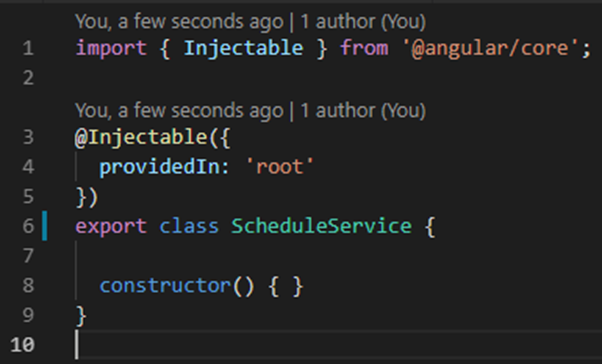 You, a few seconds ago | 1 author (You)
1 import { Injectable } from '@angular/core';
2
You, a few seconds ago | 1 author (You)
3 @Injectable({
4   providedIn: 'root'
5 })
6 export class ScheduleService {
7
8   constructor() { }
9 }
10